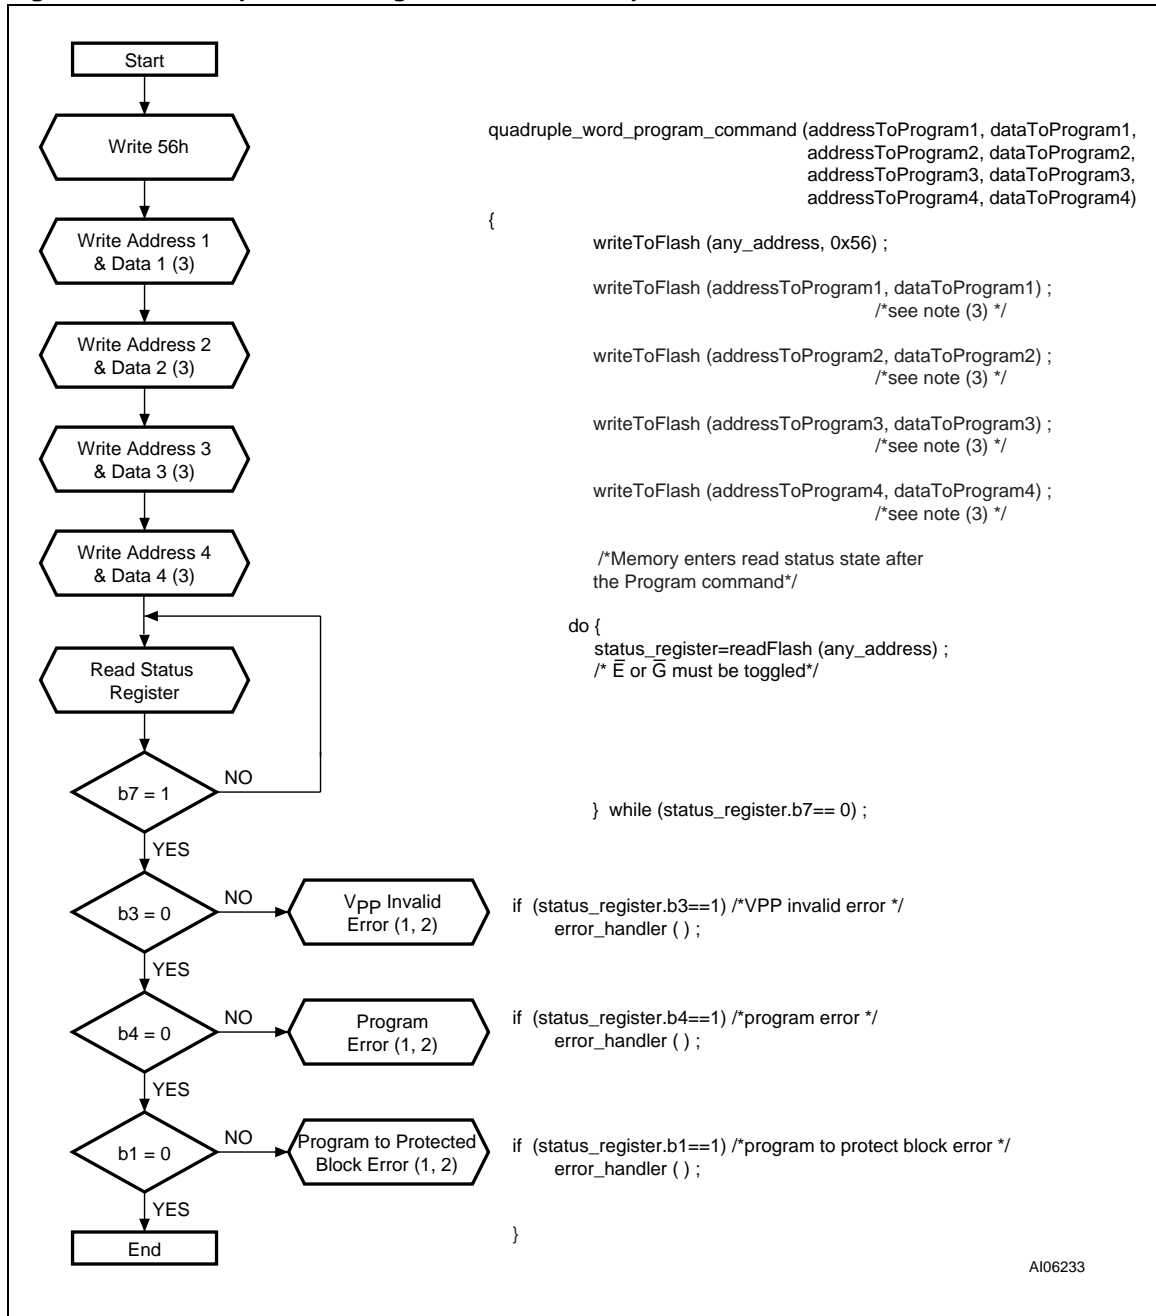 Start
Write 56h
Write Address 1
& Data 1 (3)
Write Address 2
& Data 2 (3)
Write Address 3
& Data 3 (3)
Write Address 4
& Data 4 (3)
Read Status
Register
b7 = 1
NO
YES
b3 = 0
NO
VPP Invalid
Error (1, 2)
YES
b4 = 0
NO
Program
Error (1, 2)
YES
b1 = 0
NO
Program to Protected
Block Error (1, 2)
YES
End
quadruple_word_program_command (addressToProgram1, dataToProgram1,
addressToProgram2, dataToProgram2,
addressToProgram3, dataToProgram3,
addressToProgram4, dataToProgram4)
{
writeToFlash (any_address, 0x56) ;
writeToFlash (addressToProgram1, dataToProgram1) ;
/*see note (3) */
writeToFlash (addressToProgram2, dataToProgram2) ;
/*see note (3) */
writeToFlash (addressToProgram3, dataToProgram3) ;
/*see note (3) */
writeToFlash (addressToProgram4, dataToProgram4) ;
/*see note (3) */
/*Memory enters read status state after
the Program command*/
do {
status_register=readFlash (any_address) ;
/* E̅ or G̅ must be toggled*/
} while (status_register.b7== 0) ;
if (status_register.b3==1) /*VPP invalid error */
error_handler ( ) ;
if (status_register.b4==1) /*program error */
error_handler ( ) ;
if (status_register.b1==1) /*program to protect block error */
error_handler ( ) ;
}
AI06233